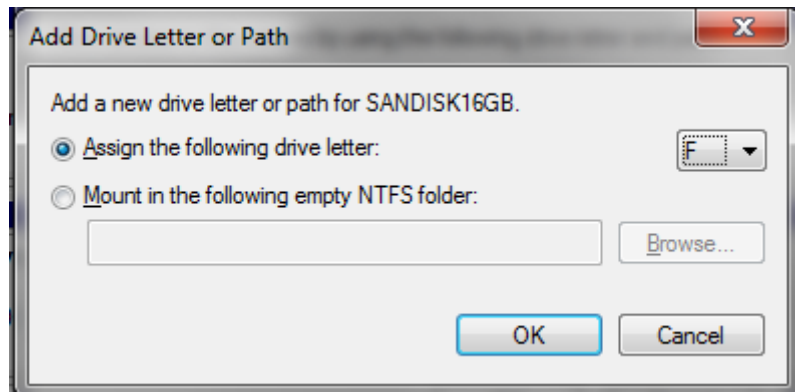 Add Drive Letter or Path
Add a new drive letter or path for SANDISK16GB.
Assign the following drive letter:
F
Mount in the following empty NTFS folder:
Browse...
OK
Cancel